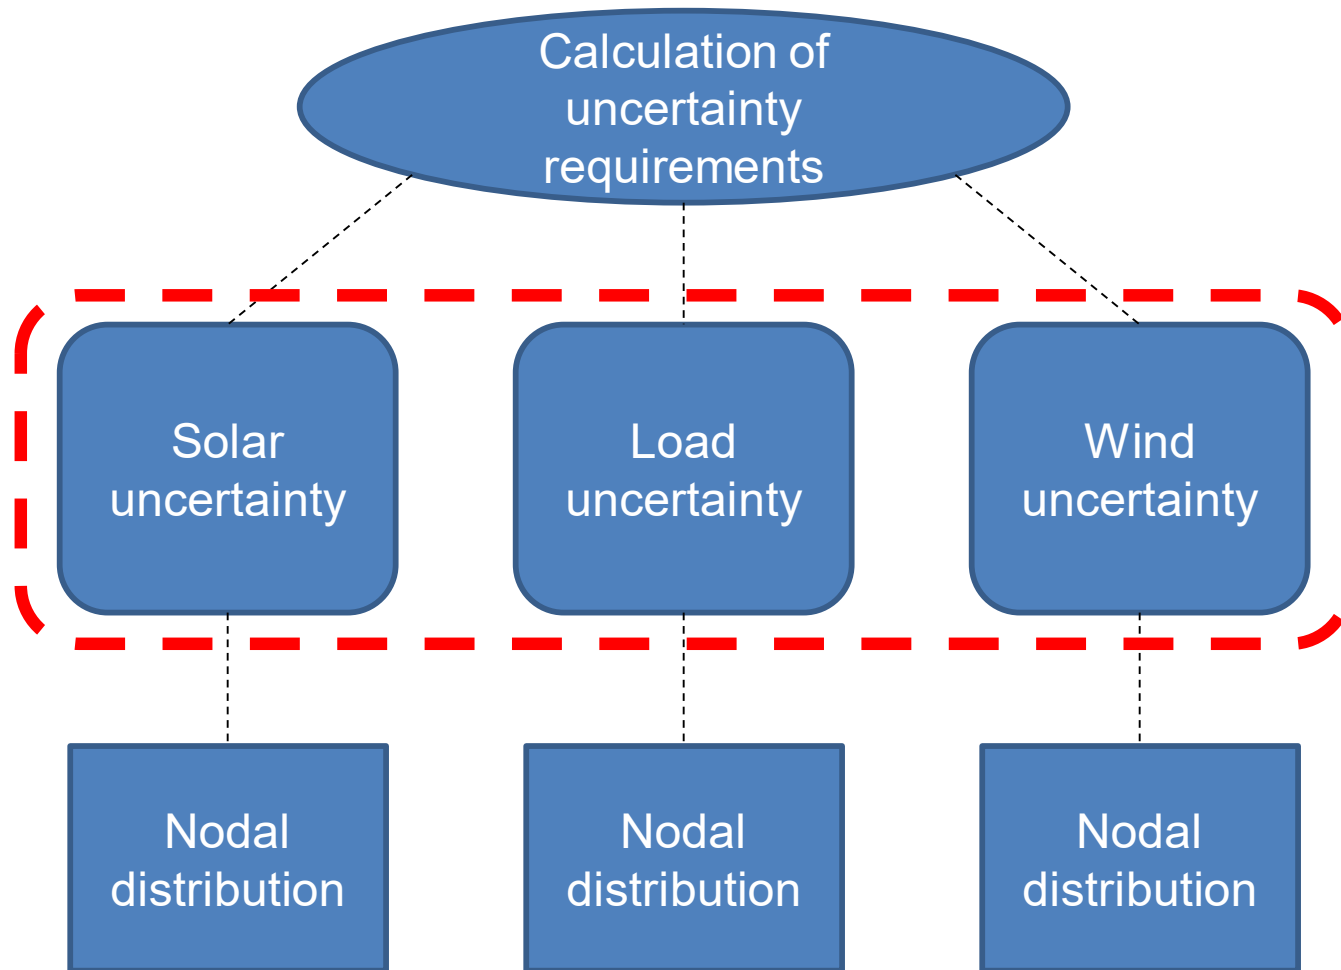 Calculation of
uncertainty
requirements
Solar
uncertainty
Load
uncertainty
Wind
uncertainty
Nodal
distribution
Nodal
distribution
Nodal
distribution